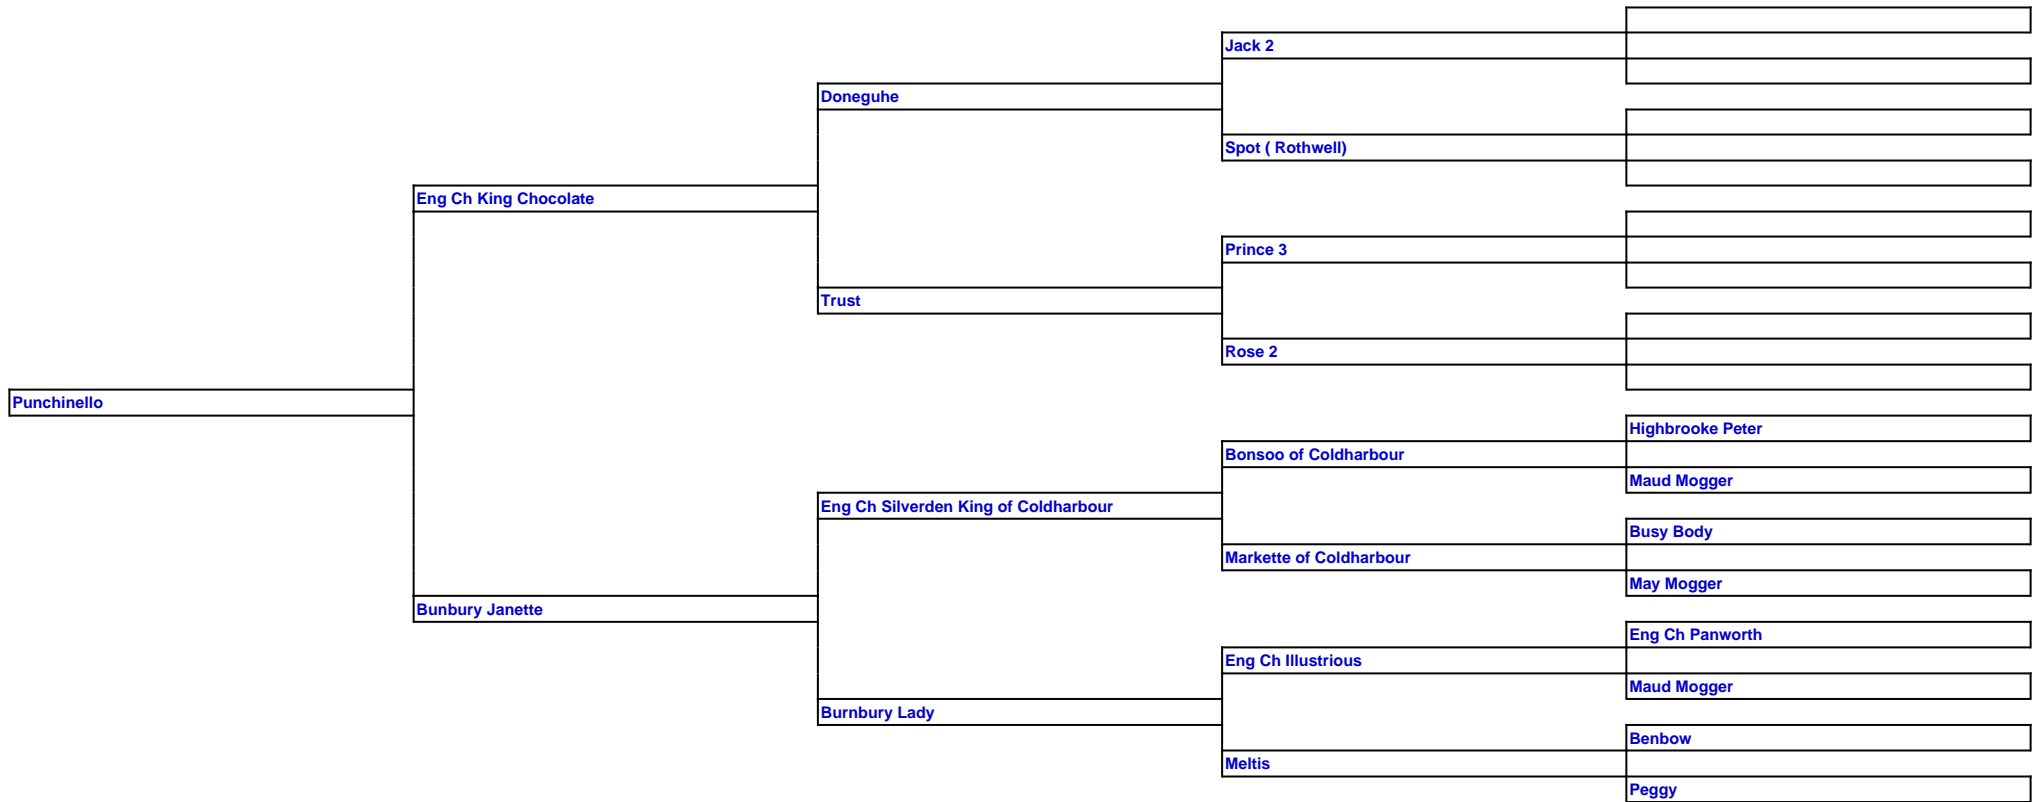 Jack 2
Doneguhe
Spot ( Rothwell)
Eng Ch King Chocolate
Prince 3
Trust
Rose 2
Punchinello
Highbrooke Peter
Bonsoo of Coldharbour
Maud Mogger
Eng Ch Silverden King of Coldharbour
Busy Body
Markette of Coldharbour
May Mogger
Bunbury Janette
Eng Ch Panworth
Eng Ch Illustrious
Maud Mogger
Burnbury Lady
Benbow
Meltis
Peggy